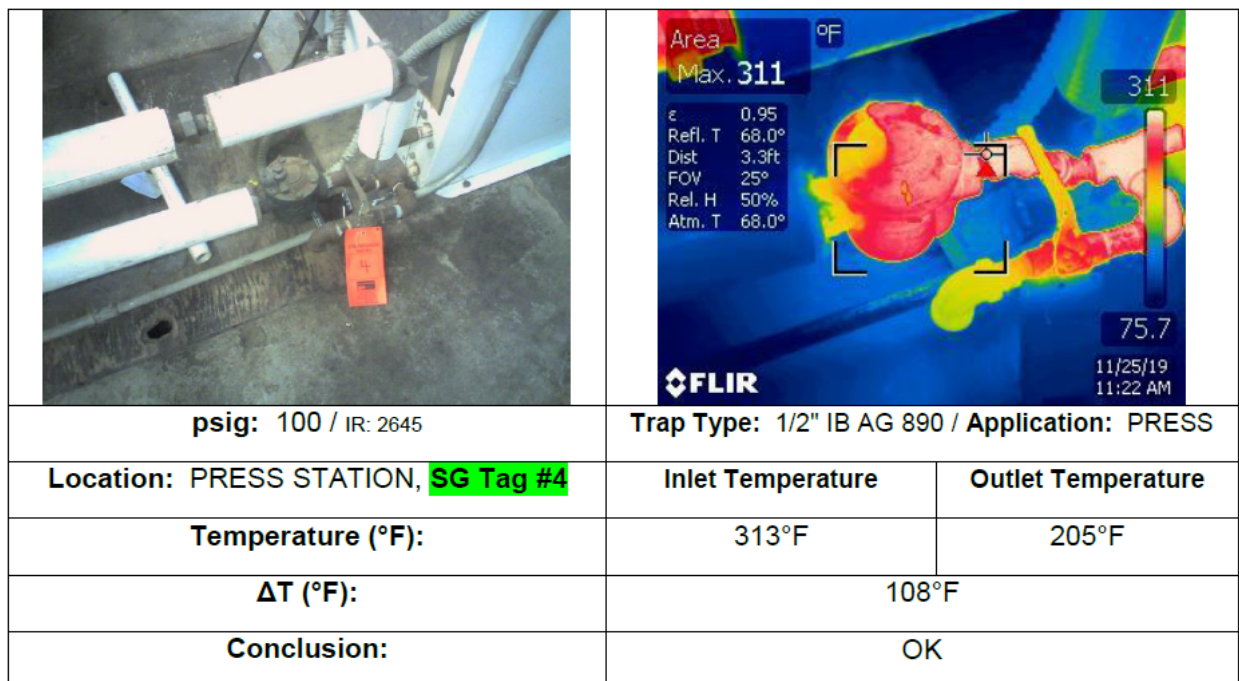 Area
Max. 311
°F
311
ε 0.95
Refl. T 68.0°
Dist 3.3ft
FOV 25°
Rel. H 50%
Atm. T 68.0°
75.7
11/25/19
11:22 AM
FLIR
4
psig: 100 / IR: 2645
Trap Type: 1/2" IB AG 890 / Application: PRESS
Location: PRESS STATION, SG Tag #4
Inlet Temperature
Outlet Temperature
Temperature (°F):
313°F
205°F
ΔT (°F):
108°F
Conclusion:
OK